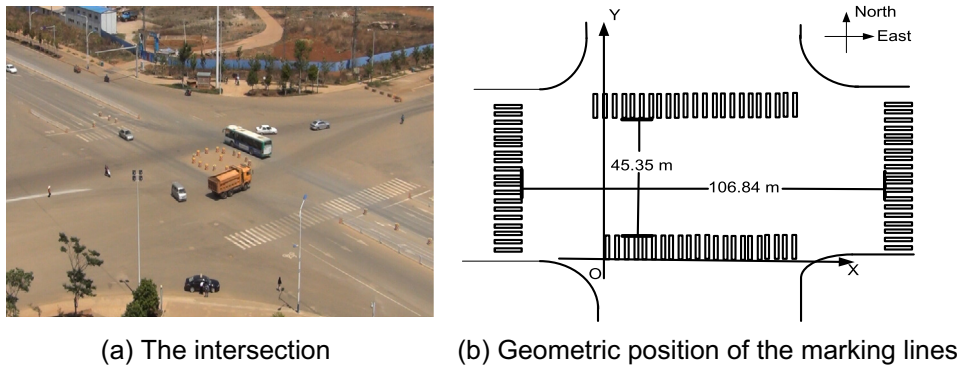 Y
North
East
45.35 m
106.84 m
O
X
(a) The intersection
(b) Geometric position of the marking lines